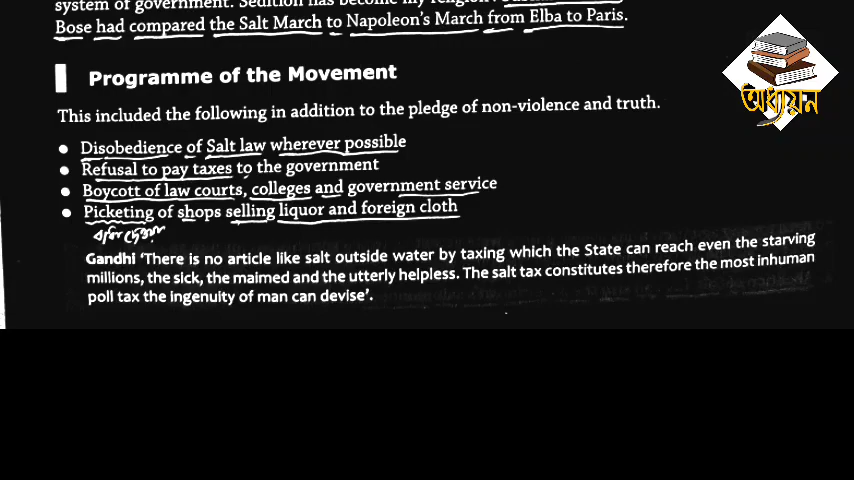 system of government. Sedition has become my religion
Bose had compared the Salt March to Napoleon's March from Elba to Paris.
অধ্যয়ন
Programme of the Movement
This included the following in addition to the pledge of non-violence and truth.
• Disobedience of Salt law wherever possible
• Refusal to pay taxes to the government
• Boycott of law courts, colleges and government service
• Picketing of shops selling liquor and foreign cloth
Gandhi 'There is no article like salt outside water by taxing which the State can reach even the starving
millions, the sick, the maimed and the utterly helpless. The salt tax constitutes therefore the most inhuman
poll tax the ingenuity of man can devise'.